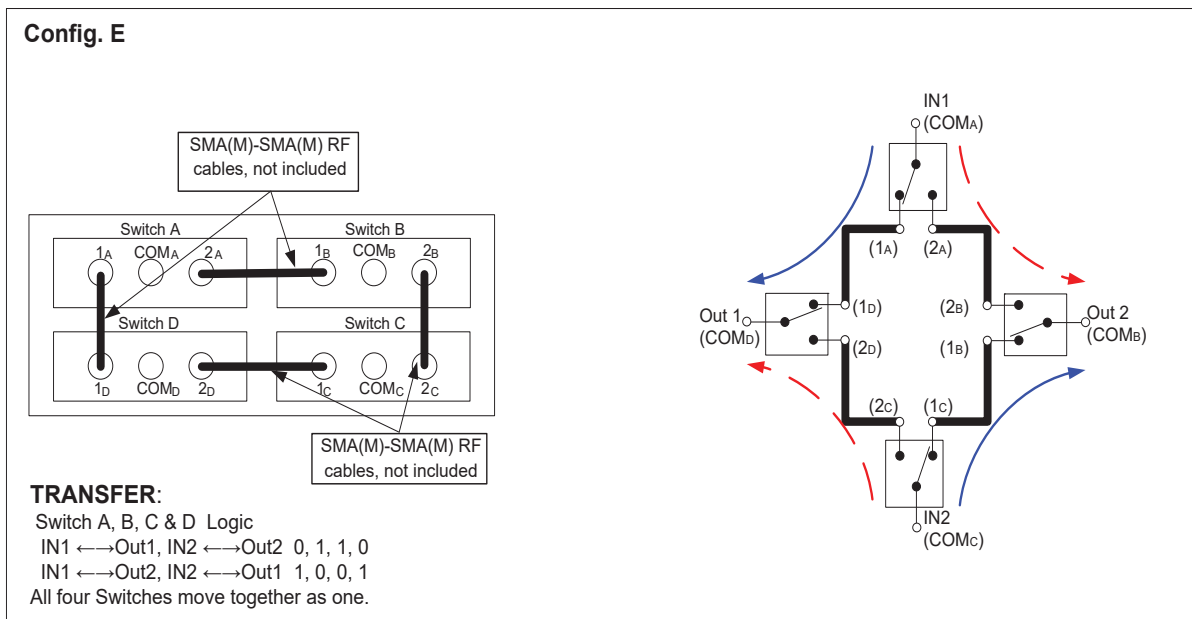 Config. E
SMA(M)-SMA(M) RF
cables, not included
Switch A
Switch B
1A
COMA
2A
1B
COMB
2B
Switch D
Switch C
1D
COMD
2D
1C
COMC
2C
SMA(M)-SMA(M) RF
cables, not included
TRANSFER:
Switch A, B, C & D Logic
IN1 ←→Out1, IN2 ←→Out2 0, 1, 1, 0
IN1 ←→Out2, IN2 ←→Out1 1, 0, 0, 1
All four Switches move together as one.
IN1
(COMA)
(1A)
(2A)
Out 1
(COMD)
(1D)
(2D)
(2B)
(1B)
Out 2
(COMB)
(2C)
(1C)
IN2
(COMC)